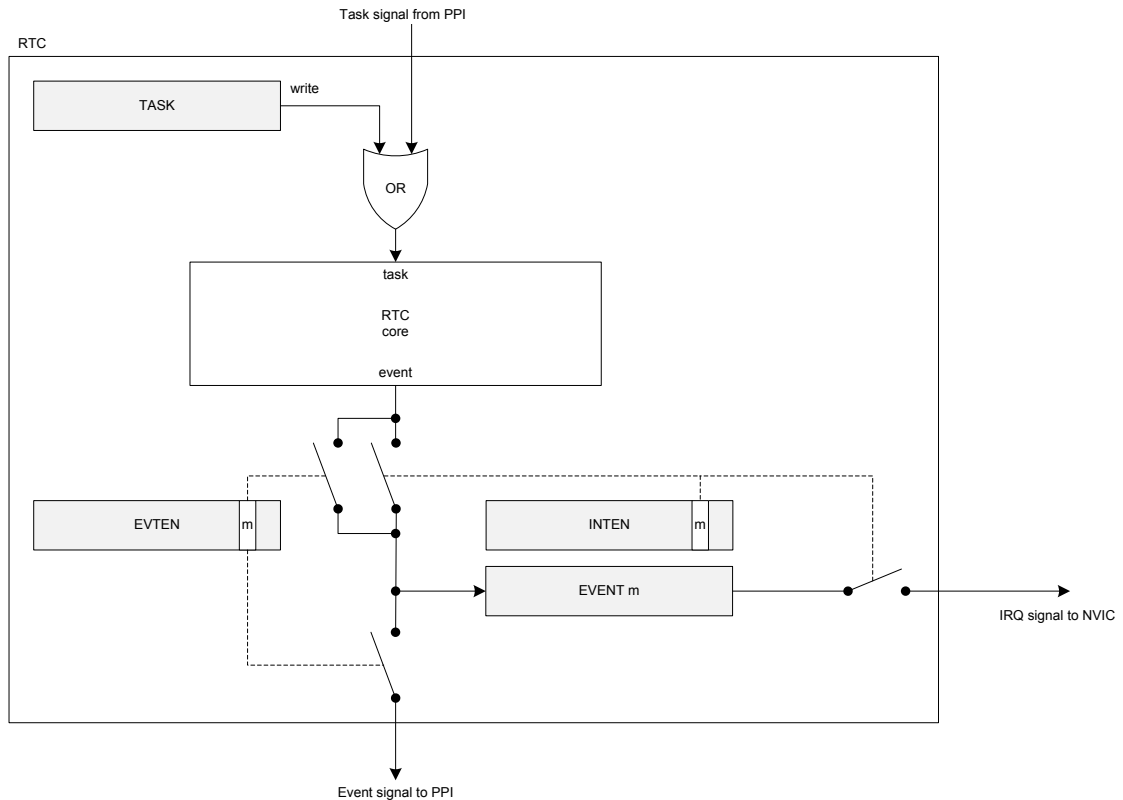 Task signal from PPI
RTC
write
TASK
OR
task
RTC
core
event
EVTEN
m
INTEN
m
EVENT m
IRQ signal to NVIC
Event signal to PPI